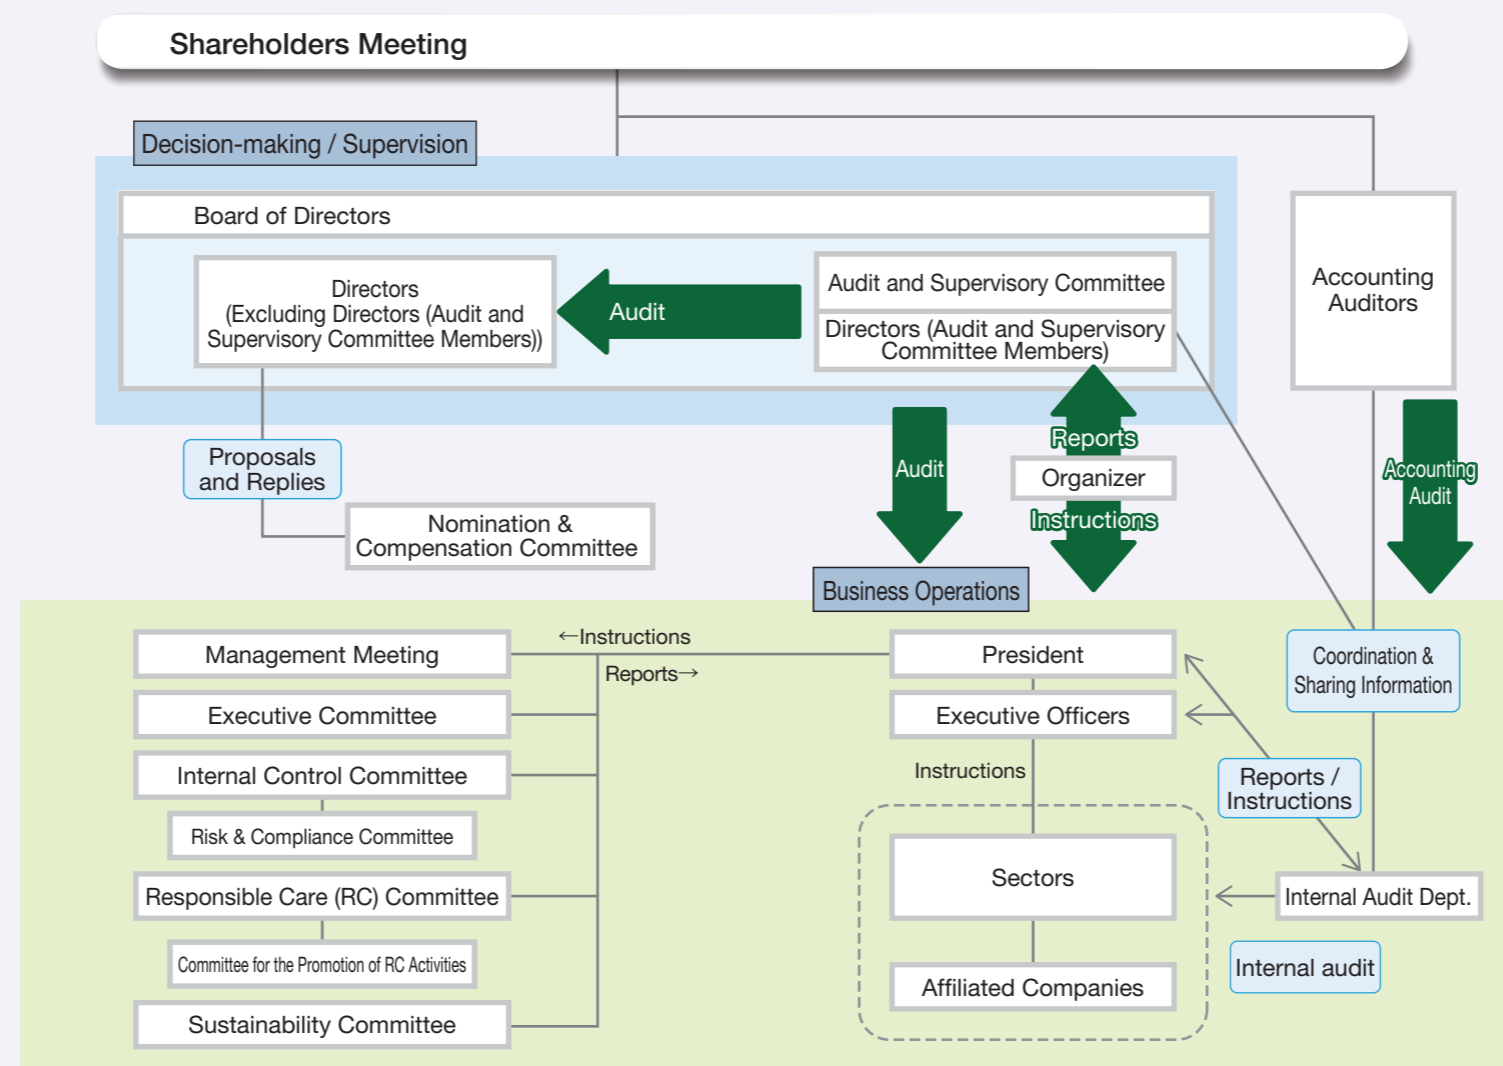 Shareholders Meeting
Decision-making / Supervision
Board of Directors
Directors
(Excluding Directors (Audit and
Supervisory Committee Members))
Audit
Audit and Supervisory Committee
Directors (Audit and Supervisory
Committee Members)
Accounting
Auditors
Proposals
and Replies
Nomination &
Compensation Committee
Audit
Reports
Organizer
Instructions
Accounting
Audit
Business Operations
Management Meeting
←Instructions
Reports→
President
Coordination &
Sharing Information
Executive Committee
Executive Officers
Internal Control Committee
Instructions
Reports /
Instructions
Risk & Compliance Committee
Sectors
Responsible Care (RC) Committee
Internal Audit Dept.
Committee for the Promotion of RC Activities
Internal audit
Affiliated Companies
Sustainability Committee